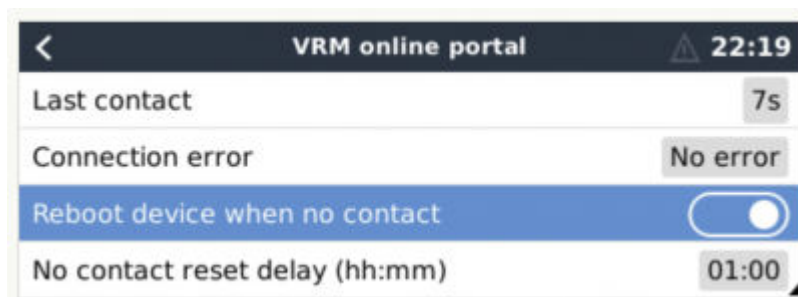 VRM online portal 22:19
Last contact 7s
Connection error No error
Reboot device when no contact
No contact reset delay (hh:mm) 01:00